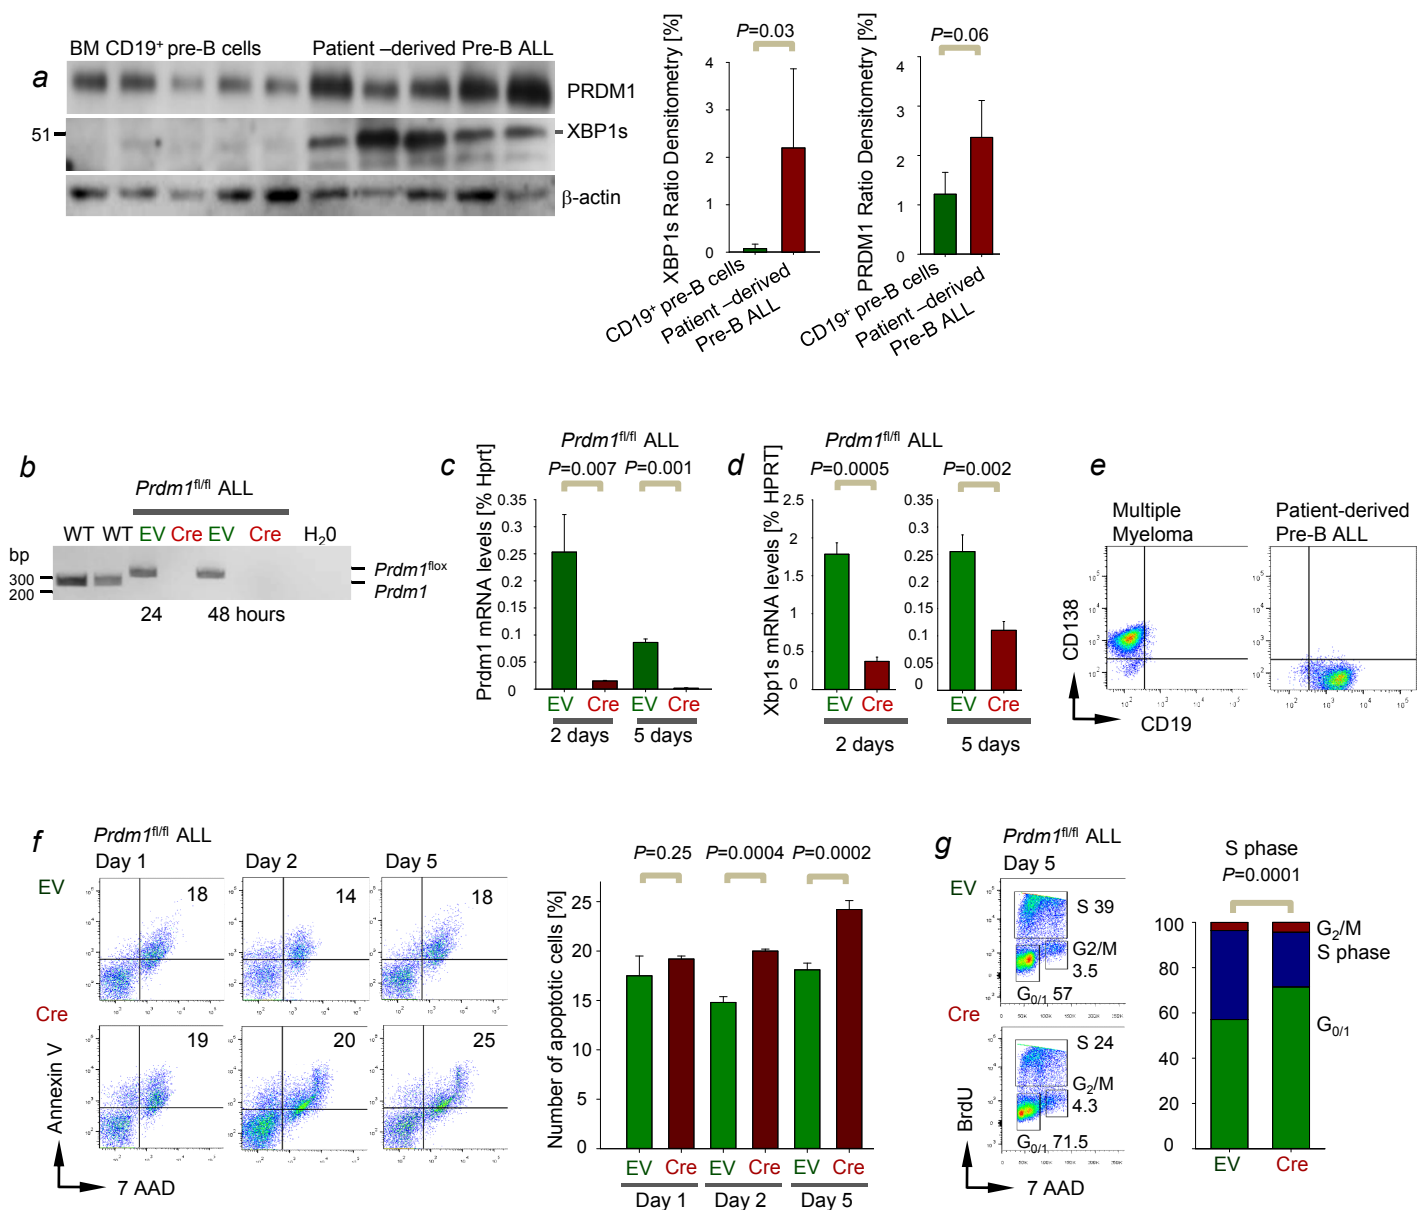 a
BM CD19+ pre-B cells
Patient –derived Pre-B ALL
PRDM1
51
XBP1s
β-actin
P=0.03
XBP1s Ratio Densitometry [%]
4
3
2
1
0
CD19+ pre-B cells
Patient –derived
Pre-B ALL
P=0.06
PRDM1 Ratio Densitometry [%]
4
3
2
1
0
CD19+ pre-B cells
Patient –derived
Pre-B ALL
b
Prdm1fl/fl ALL
WT WT EV Cre EV Cre H20
bp
300
200
Prdm1flox
Prdm1
24 48 hours
c
Prdm1fl/fl ALL
P=0.007 P=0.001
Prdm1 mRNA levels [% Hprt]
0.35
0.3
0.25
0.2
0.15
0.1
0.05
0
EV Cre EV Cre
2 days 5 days
d
Prdm1fl/fl ALL
P=0.0005 P=0.002
Xbp1s mRNA levels [% HPRT]
2.5
2
1.5
1
0.5
0
0.35
0.3
0.25
0.2
0.15
0.1
0.05
0
EV Cre EV Cre
2 days 5 days
e
Multiple
Myeloma
Patient-derived
Pre-B ALL
CD138
CD19
f
Prdm1fl/fl ALL
Day 1 Day 2 Day 5
EV
18 14 18
Cre
19 20 25
Annexin V
7 AAD
P=0.25 P=0.0004 P=0.0002
Number of apoptotic cells [%]
25
20
15
10
5
0
EV Cre EV Cre EV Cre
Day 1 Day 2 Day 5
g
Prdm1fl/fl ALL
Day 5
EV
S 39
G2/M
3.5
G0/1 57
Cre
S 24
G2/M
4.3
G0/1 71.5
BrdU
7 AAD
S phase
P=0.0001
100
80
60
40
100
0
G2/M
S phase
G0/1
EV Cre